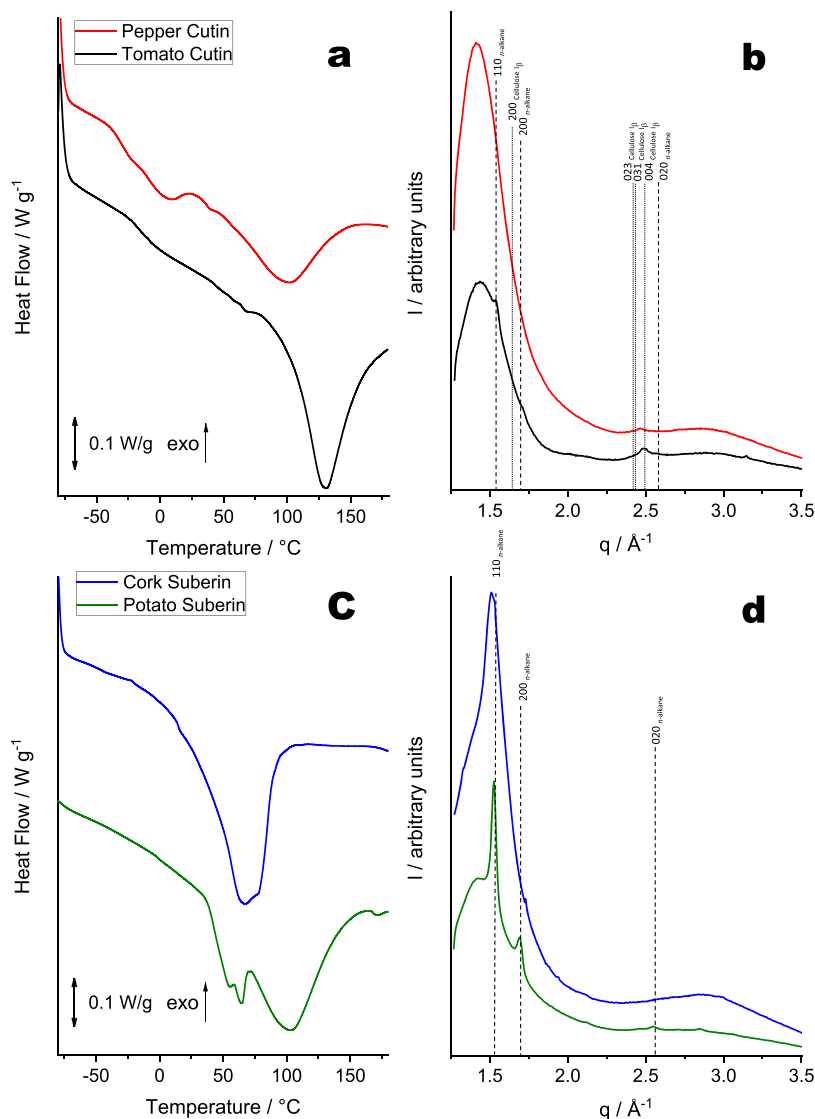 Pepper Cutin
Tomato Cutin
a
Heat Flow / W g-1
0.1 W/g
exo
-50 0 50 100 150
Temperature / °C
b
110 n-alkane
200 Cellulose Iβ
200 n-alkane
023 Cellulose Iβ
031 Cellulose Iβ
004 Cellulose Iβ
020 n-alkane
I / arbitrary units
1.5 2.0 2.5 3.0 3.5
q / Å-1
Cork Suberin
Potato Suberin
C
Heat Flow / W g-1
0.1 W/g
exo
-50 0 50 100 150
Temperature / °C
d
110 n-alkane
200 n-alkane
020 n-alkane
I / arbitrary units
1.5 2.0 2.5 3.0 3.5
q / Å-1